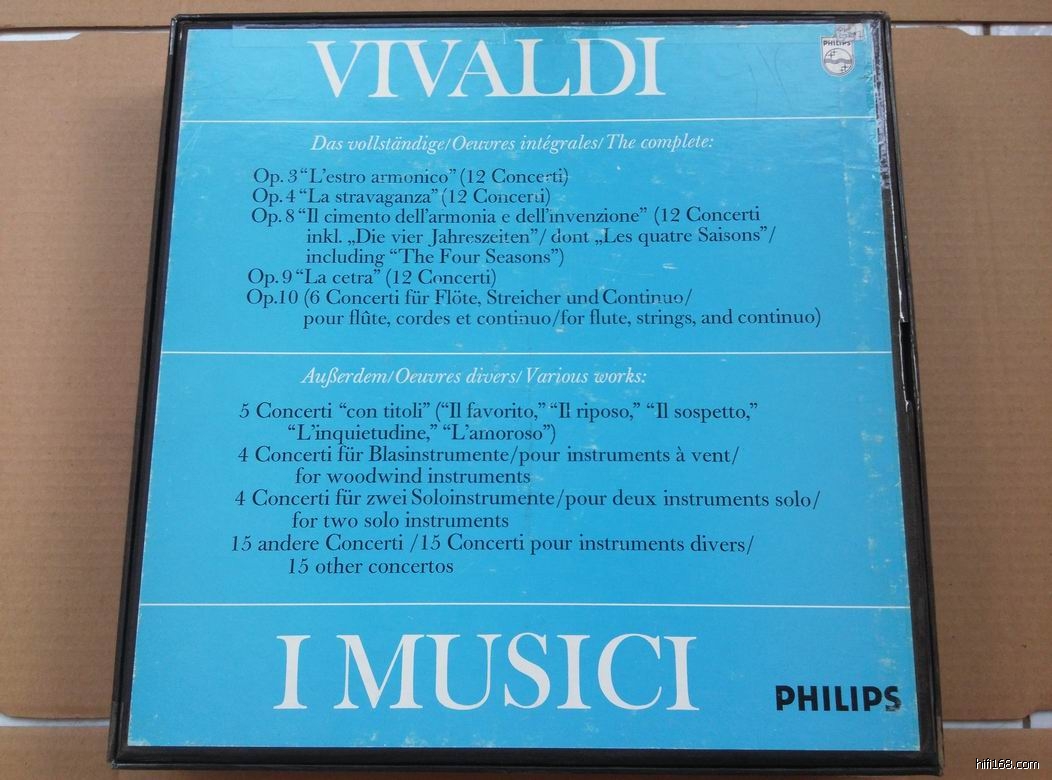 VIVALDI
PHILIPS
Das vollständige/Oeuvres intégrales/The complete:
Op. 3 “L’estro armonico” (12 Concerti)
Op. 4 “La stravaganza” (12 Concerti)
Op. 8 “Il cimento dell’armonia e dell’invenzione” (12 Concerti
inkl. „Die vier Jahreszeiten”/dont „Les quatre Saisons”/
including “The Four Seasons”)
Op. 9 “La cetra” (12 Concerti)
Op. 10 (6 Concerti für Flöte, Streicher und Continuo/
pour flûte, cordes et continuo/for flute, strings, and continuo)
Außerdem/Oeuvres divers/Various works:
5 Concerti “con titoli” (“Il favorito,” “Il riposo,” “Il sospetto,”
“L’inquietudine,” “L’amoroso”)
4 Concerti für Blasinstrumente/pour instruments à vent/
for woodwind instruments
4 Concerti für zwei Soloinstrumente/pour deux instruments solo/
for two solo instruments
15 andere Concerti /15 Concerti pour instruments divers/
15 other concertos
I MUSICI
PHILIPS
hifi168.com